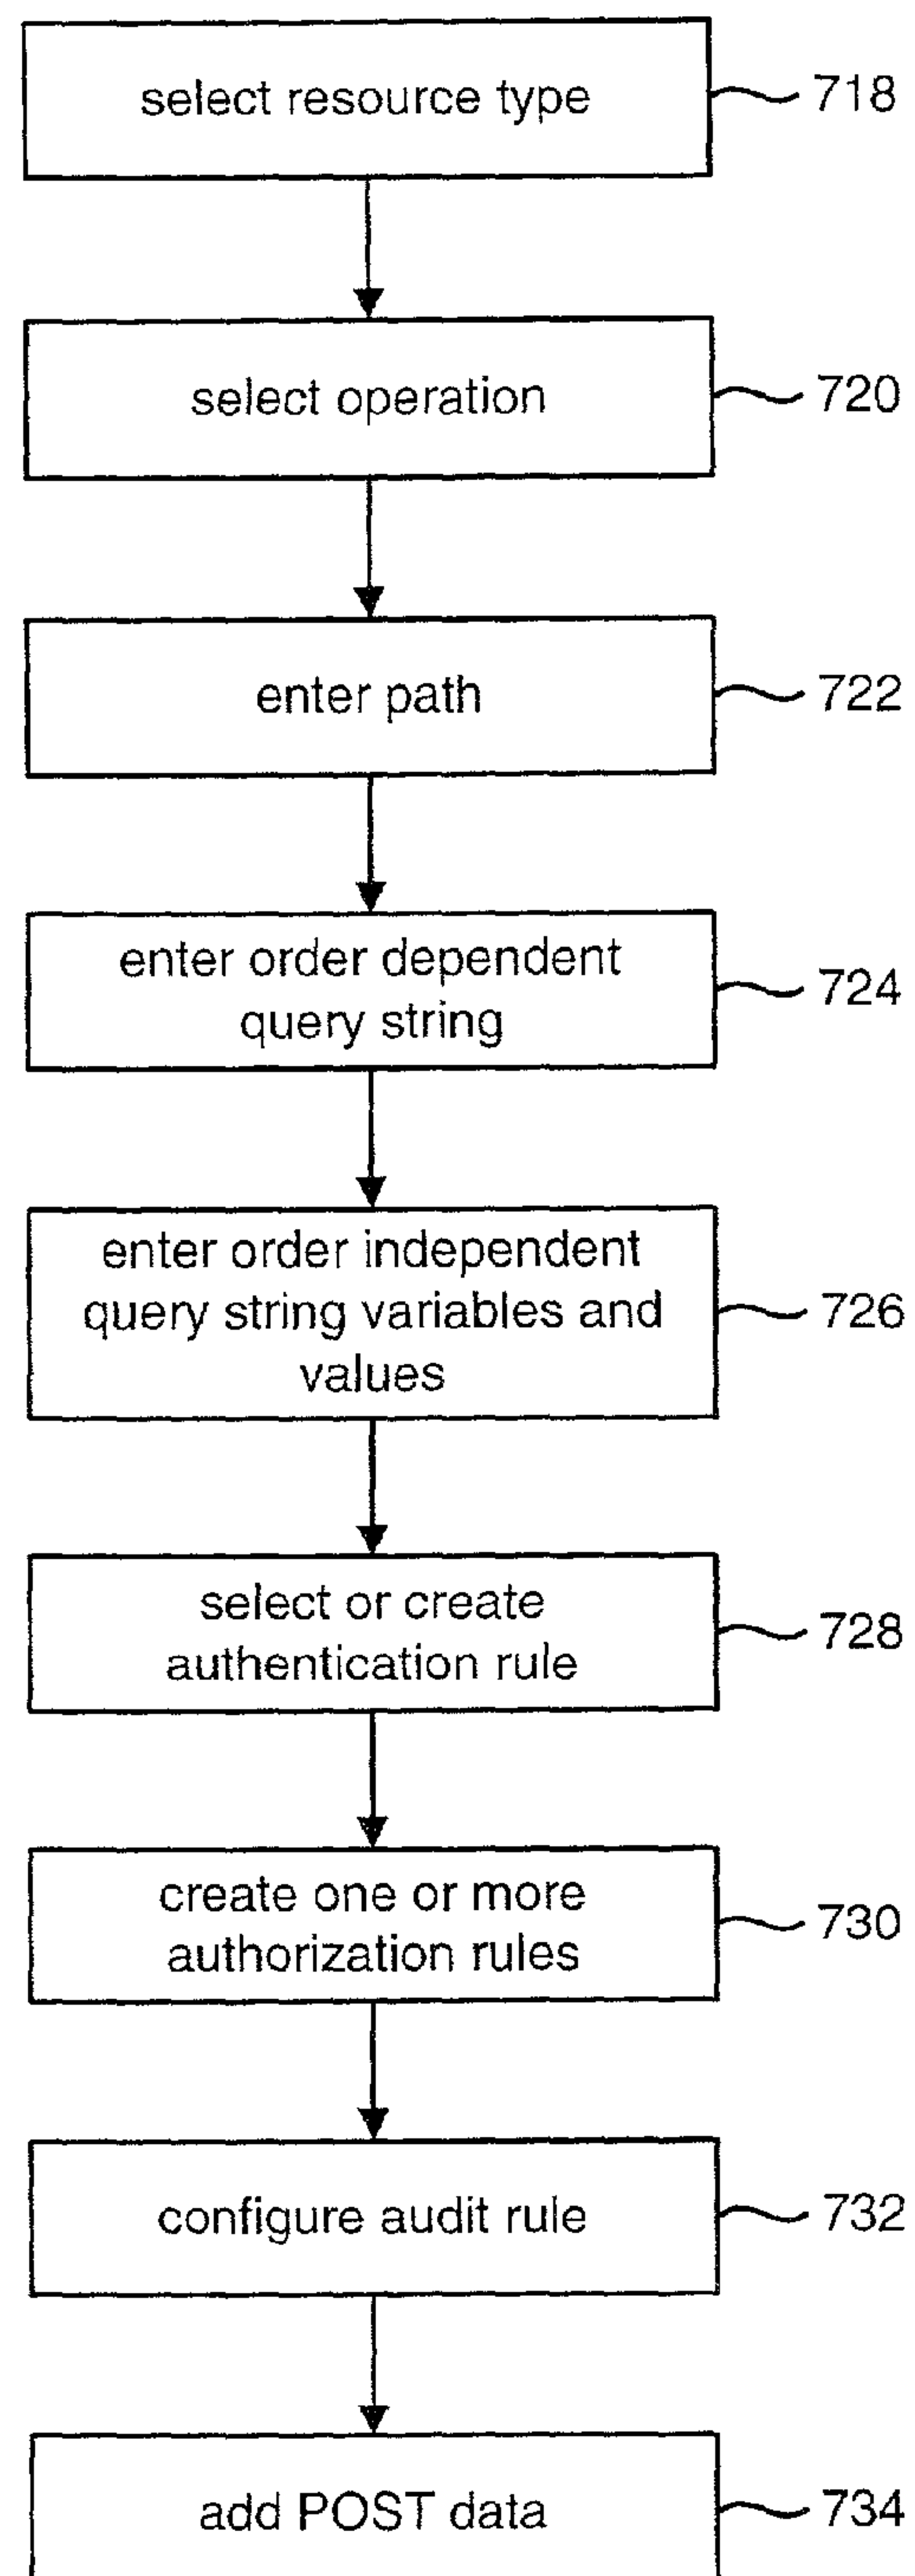 select resource type
718
select operation
720
enter path
722
enter order dependent
query string
724
enter order independent
query string variables and
values
726
select or create
authentication rule
728
create one or more
authorization rules
730
configure audit rule
732
add POST data
734